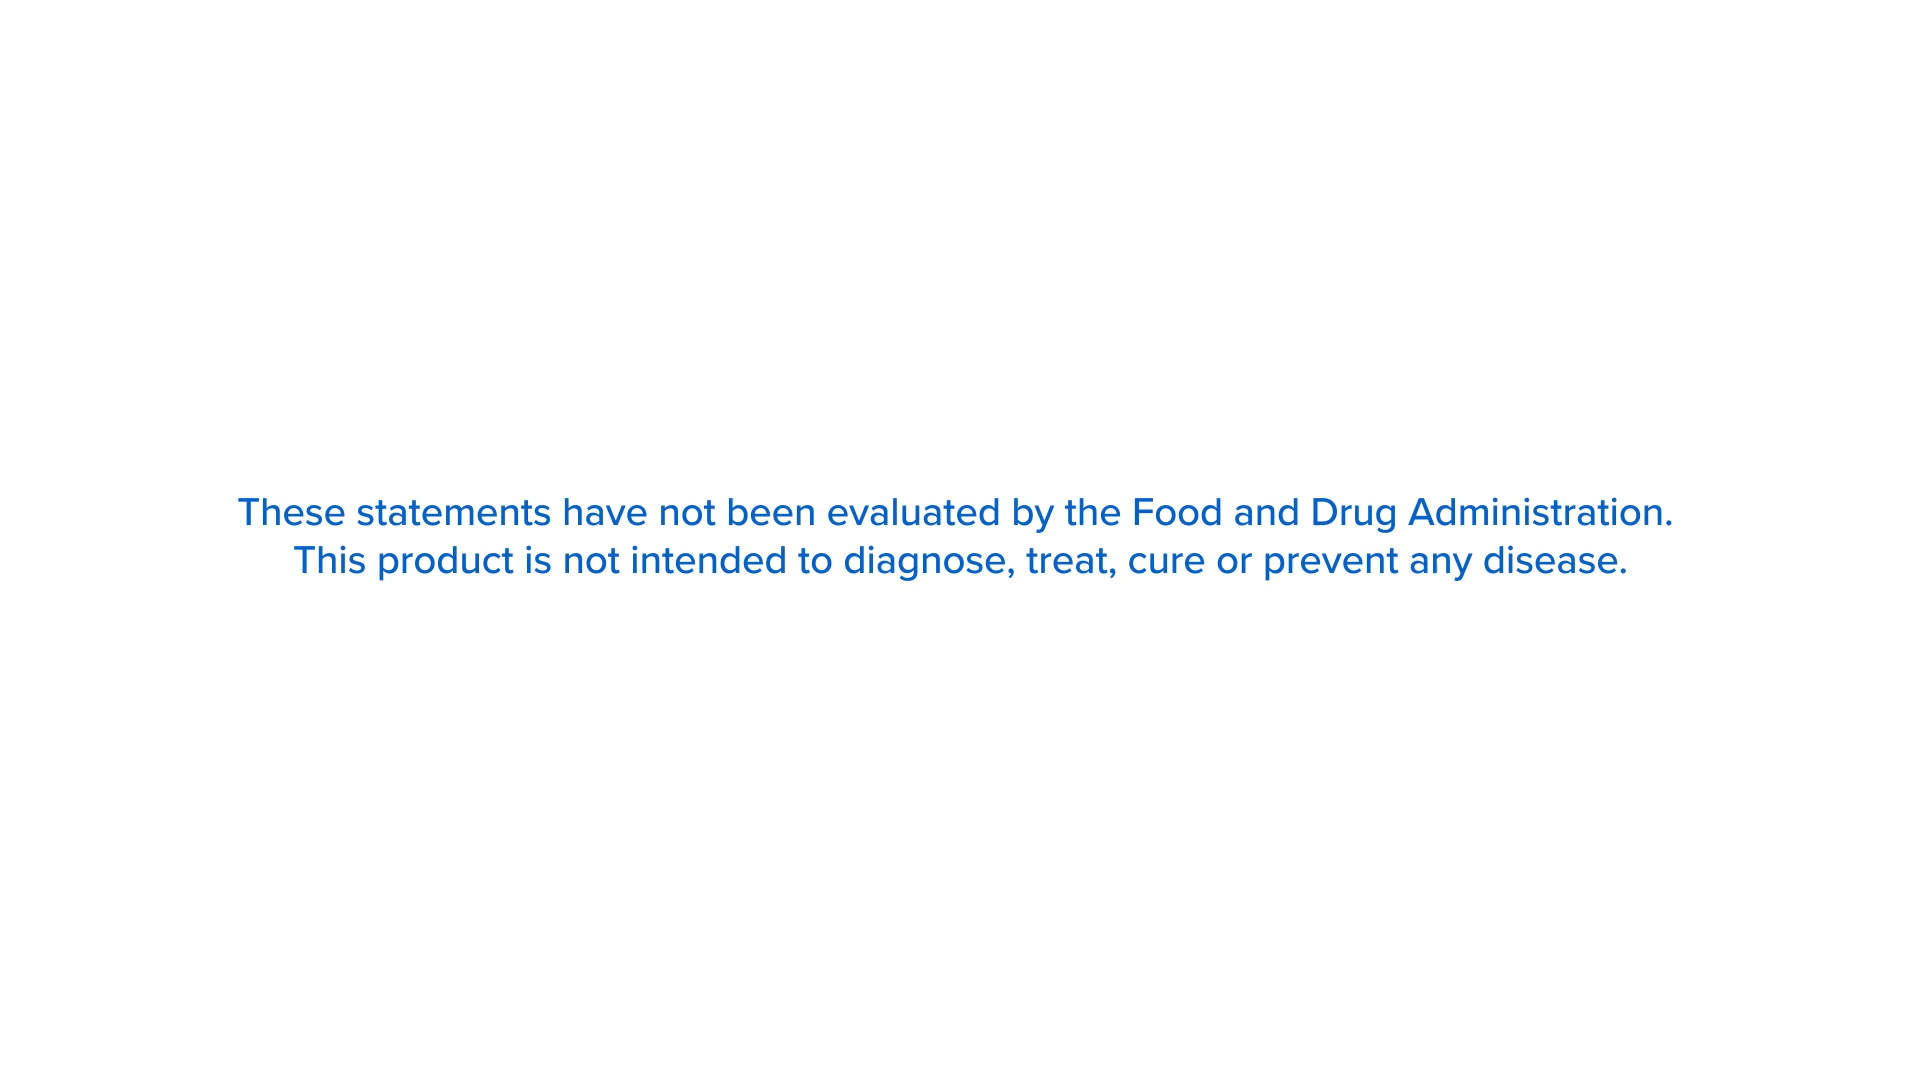 These statements have not been evaluated by the Food and Drug Administration.
This product is not intended to diagnose, treat, cure or prevent any disease.